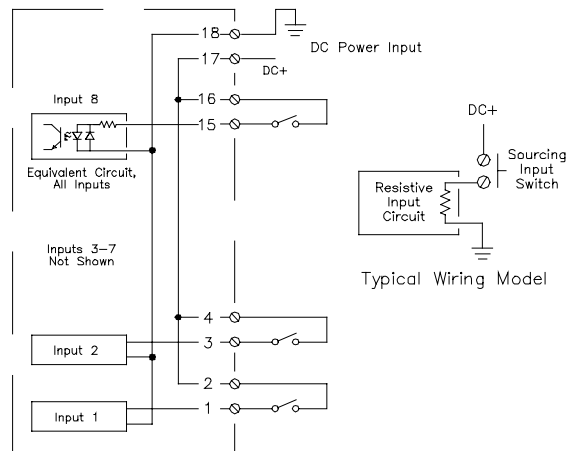 18
DC Power Input
17
DC+
Input 8
16
15
Equivalent Circuit,
All Inputs
DC+
Sourcing
Input
Switch
Resistive
Input
Circuit
Typical Wiring Model
Inputs 3-7
Not Shown
4
3
Input 2
2
1
Input 1